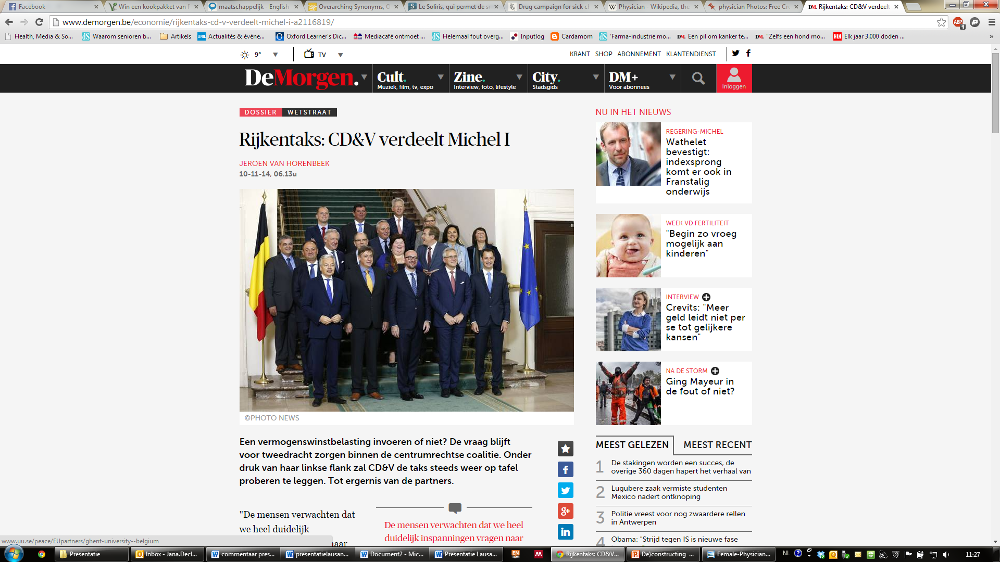 Facebook
Win een kookpakket van F
maatschappelijk - English
Overarching Synonyms, O
Le Soliris, qui permet de s
Drug campaign for sick c
Physician - Wikipedia, the
physician Photos: Free Cre
DM. Rijkentaks: CD&V verdeelt
www.demorgen.be/economie/rijkentaks-cd-v-verdeelt-michel-i-a2116819/
ABP 1
Health, Media & So...
dS Waarom senioren b...
Artikels
UNIL Actualités & événe...
Oxford Learner's Dic...
Mediacafé ontmoet ...
dS Helemaal fout overg...
Inputlog
Cardamom
dS 'Farma-industrie mo...
DM. Een pil om kanker te...
DM. "Zelfs een hond mo...
HLN Elk jaar 3.000 doden ...
9°
TV
KRANT SHOP ABONNEMENT KLANTENDIENST
DeMorgen.
Cult.
Muziek, film, tv, expo
Zine.
Interview, foto, lifestyle
City.
Stadsgids
DM+
Voor abonnees
Inloggen
DOSSIER WETSTRAAT
Rijkentaks: CD&V verdeelt Michel I
JEROEN VAN HORENBEEK
10-11-14, 06.13u
©PHOTO NEWS
Een vermogenswinstbelasting invoeren of niet? De vraag blijft
voor tweedracht zorgen binnen de centrumrechtse coalitie. Onder
druk van haar linkse flank zal CD&V de taks steeds weer op tafel
proberen te leggen. Tot ergernis van de partners.
"De mensen verwachten dat
we heel duidelijk
naar
De mensen verwachten dat we heel
duidelijk inspanningen vragen naar
NU IN HET NIEUWS
REGERING-MICHEL
Wathelet
bevestigt:
indexsprong
komt er ook in
Franstalig
onderwijs
WEEK VD FERTILITEIT
"Begin zo vroeg
mogelijk aan
kinderen"
INTERVIEW
Crevits: "Meer
geld leidt niet per
se tot gelijkere
kansen"
NA DE STORM
Ging Mayeur in
de fout of niet?
MEEST GELEZEN MEEST RECENT
1 De stakingen worden een succes, de
overige 360 dagen hapert het verhaal van
2 Lugubere zaak vermiste studenten
Mexico nadert ontknoping
3 Politie vreest voor nog zwaardere rellen
in Antwerpen
4 Obama: "Strijd tegen IS is nieuwe fase
www.uu.se/peace/EUpartners/ghent-university--belgium
Presentatie
Inbox - Jana.Decl...
commentaar pres...
presentatielausan...
Document2 - Mic...
Presentatie Lausa...
EN
Rijkentaks: CD&V...
De)constructing ...
Female-Physician...
NL
11:27